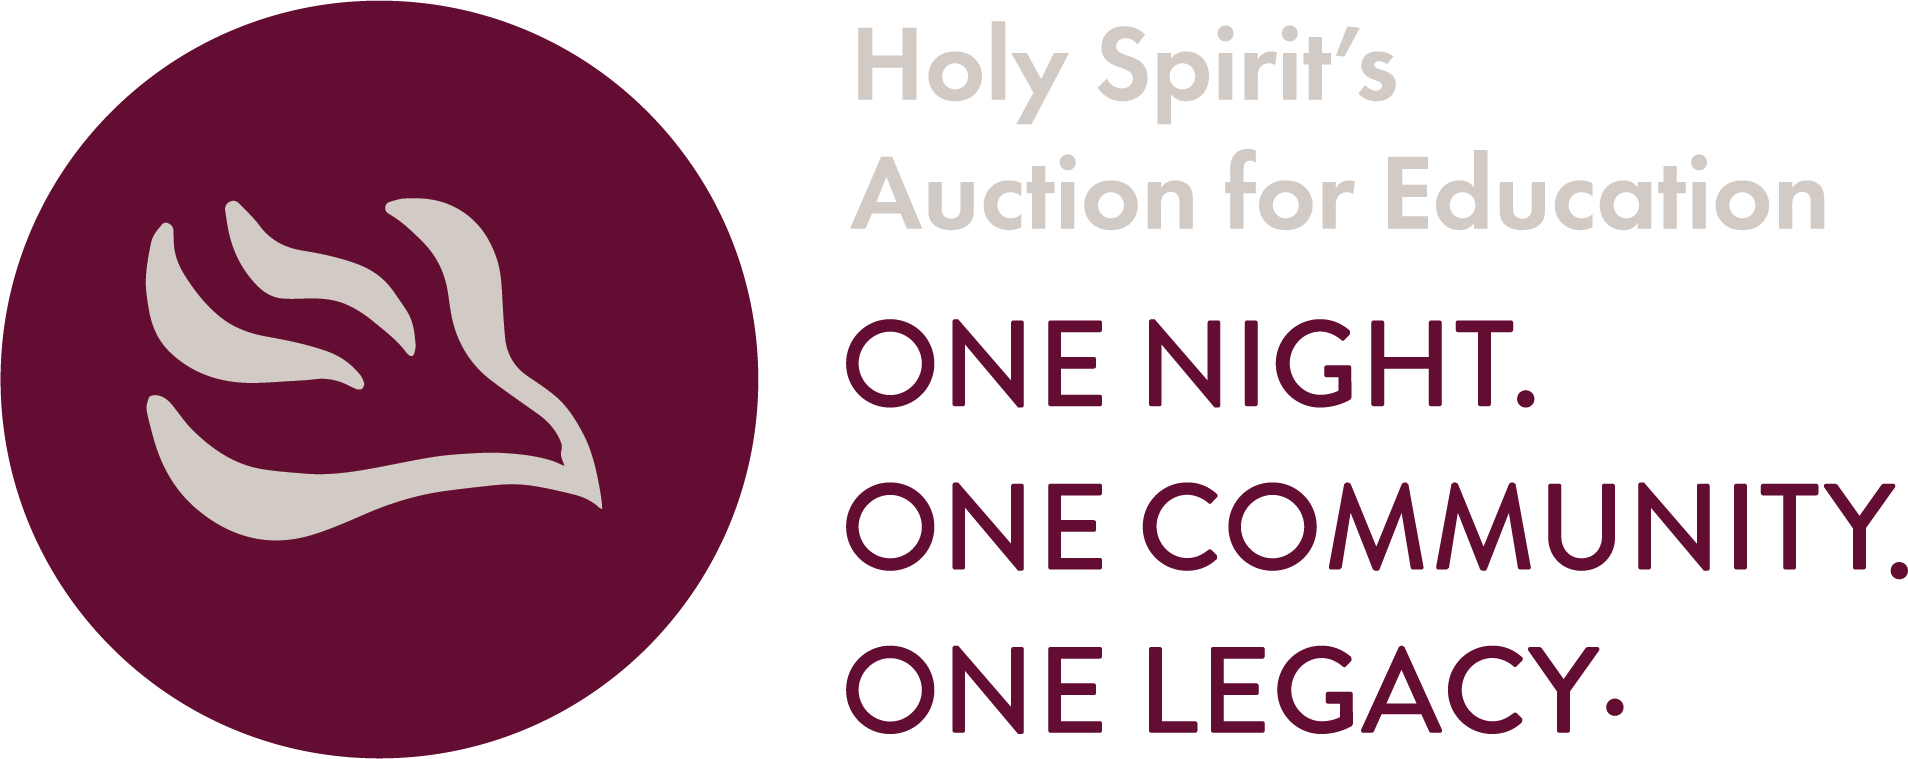 Holy Spirit’s
Auction for Education
ONE NIGHT.
ONE COMMUNITY.
ONE LEGACY.